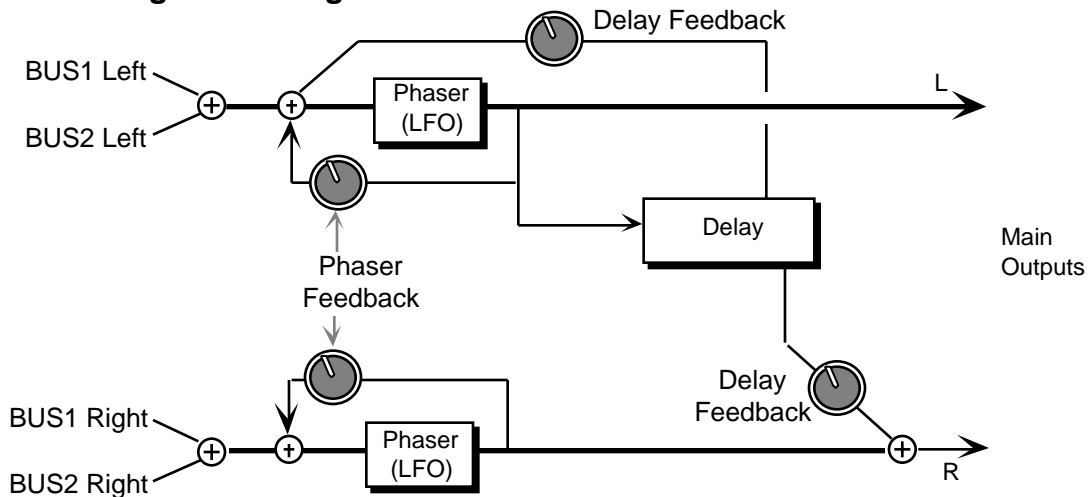 Delay Feedback
BUS1 Left
BUS2 Left
Phaser
(LFO)
L
Delay
Main
Outputs
Phaser
Feedback
Delay
Feedback
BUS1 Right
BUS2 Right
Phaser
(LFO)
R